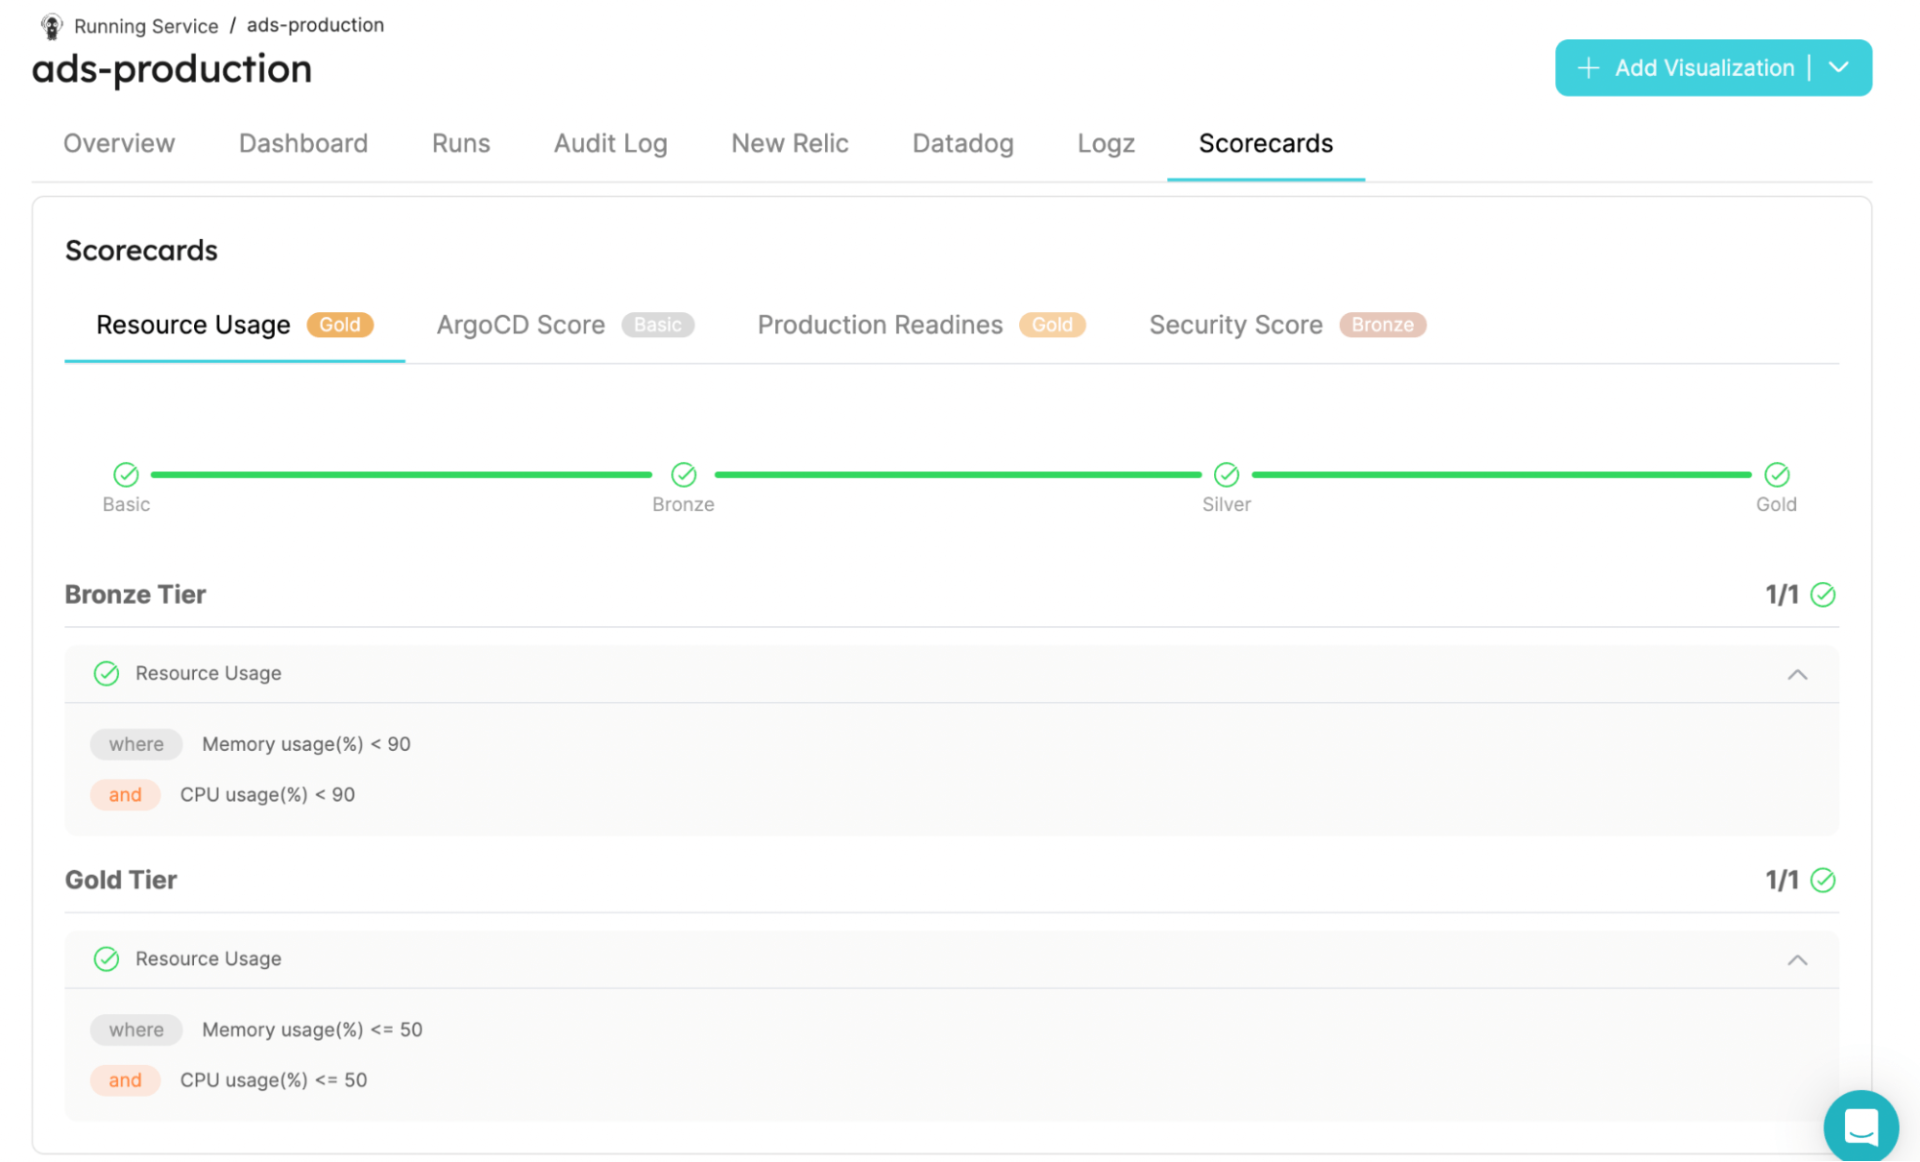 Running Service / ads-production
ads-production
Add Visualization
Overview Dashboard Runs Audit Log New Relic Datadog Logz Scorecards
Scorecards
Resource Usage Gold ArgoCD Score Basic Production Readines Gold Security Score Bronze
Basic Bronze Silver Gold
Bronze Tier 1/1
Resource Usage
where Memory usage(%) < 90
and CPU usage(%) < 90
Gold Tier 1/1
Resource Usage
where Memory usage(%) <= 50
and CPU usage(%) <= 50